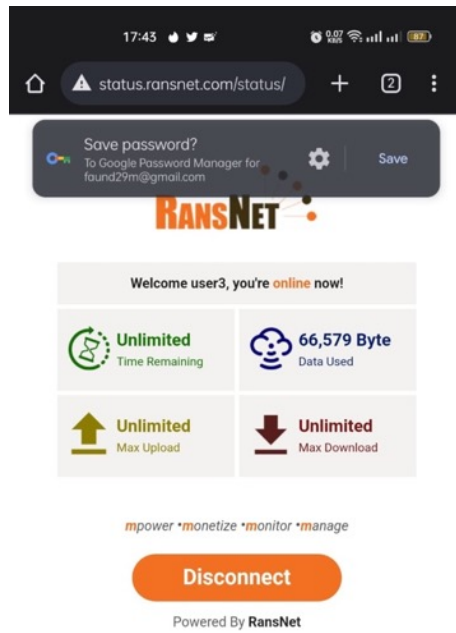 17:43
0.07
KB/S
87
status.ransnet.com/status/
2
Save password?
To Google Password Manager for
faund29m@gmail.com
Save
RANSNET
Welcome user3, you're online now!
Unlimited
Time Remaining
66,579 Byte
Data Used
Unlimited
Max Upload
Unlimited
Max Download
mpower •monetize •monitor •manage
Disconnect
Powered By RansNet